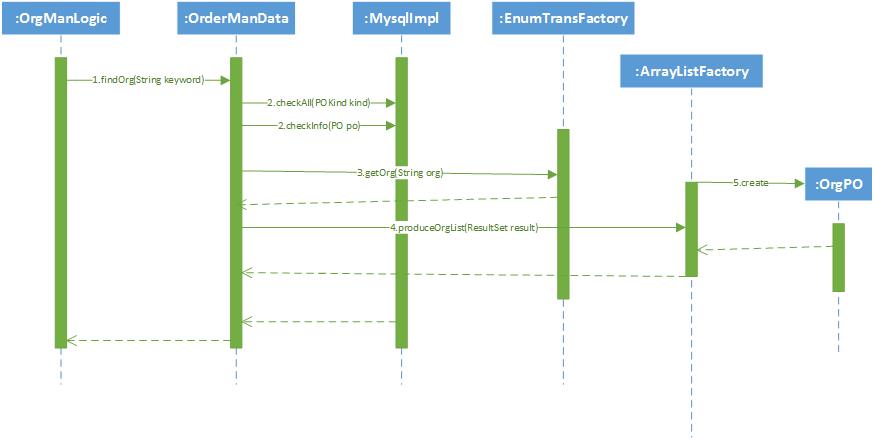 :OrgManLogic
:OrderManData
:MysqlImpl
:EnumTransFactory
:ArrayListFactory
1.findOrg(String keyword)
2.checkAll(POKind kind)
2.checkInfo(PO po)
3.getOrg(String org)
5.create
:OrgPO
4.produceOrgList(ResultSet result)